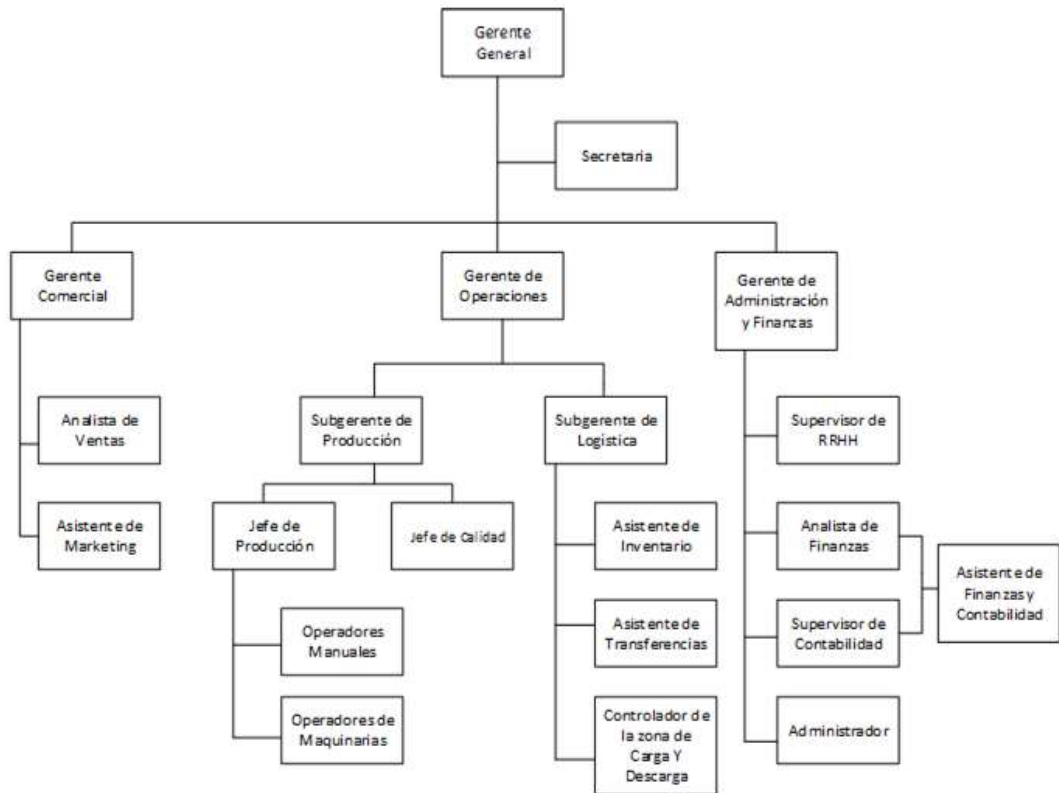 Gerente
General
Secretaria
Gerente
Comercial
Gerente de
Operaciones
Gerente de
Administración
y Finanzas
Analista de
Ventas
Asistente de
Marketing
Subgerente de
Producción
Subgerente de
Logística
Jefe de
Producción
Jefe de Calidad
Operadores
Manuales
Operadores de
Maquinarias
Asistente de
Inventario
Asistente de
Transferencias
Controlador de
la zona de
Carga Y
Descarga
Supervisor de
RRHH
Analista de
Finanzas
Supervisor de
Contabilidad
Administrador
Asistente de
Finanzas y
Contabilidad